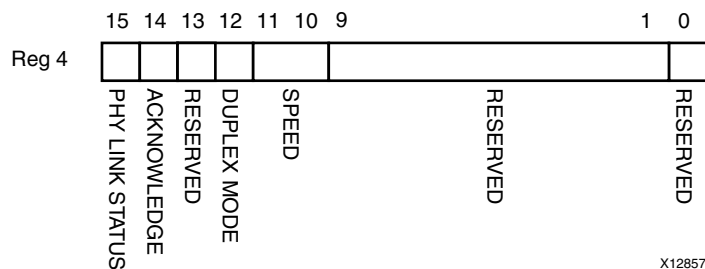 15 14 13 12 11 10 9 1 0
Reg 4
PHY LINK STATUS
ACKNOWLEDGE
RESERVED
DUPLEX MODE
SPEED
RESERVED
RESERVED
X12857